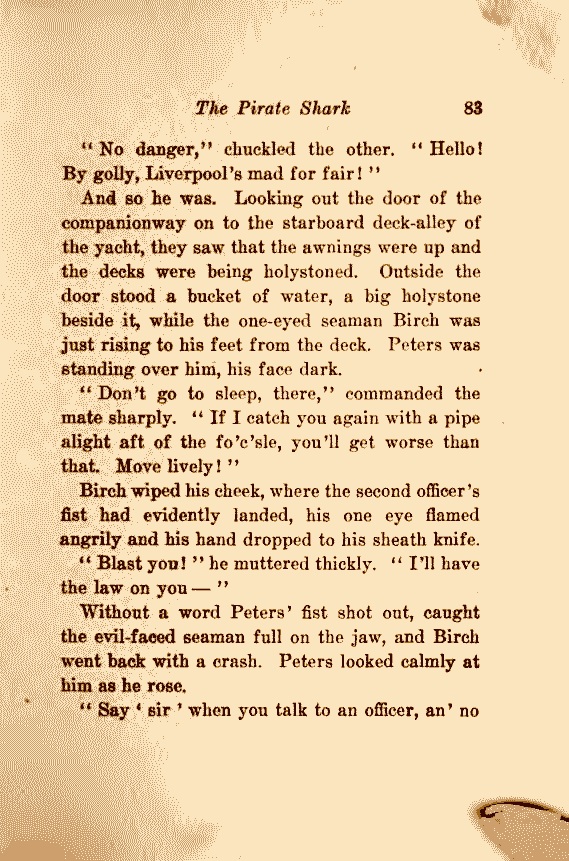 The Pirate Shark 83
“ No danger,” chuckled the other. “ Hello!
By golly, Liverpool’s mad for fair! ”
And so he was. Looking out the door of the
companionway on to the starboard deck-alley of
the yacht, they saw that the awnings were up and
the decks were being holystoned. Outside the
door stood a bucket of water, a big holystone
beside it, while the one-eyed seaman Birch was
just rising to his feet from the deck. Peters was
standing over him, his face dark.
“ Don’t go to sleep, there,” commanded the
mate sharply. “ If I catch you again with a pipe
alight aft of the fo’c’sle, you’ll get worse than
that. Move lively! ”
Birch wiped his cheek, where the second officer’s
fist had evidently landed, his one eye flamed
angrily and his hand dropped to his sheath knife.
“ Blast you! ” he muttered thickly. “ I’ll have
the law on you — ”
Without a word Peters’ fist shot out, caught
the evil-faced seaman full on the jaw, and Birch
went back with a crash. Peters looked calmly at
him as he rose.
“ Say ‘ sir ’ when you talk to an officer, an’ no